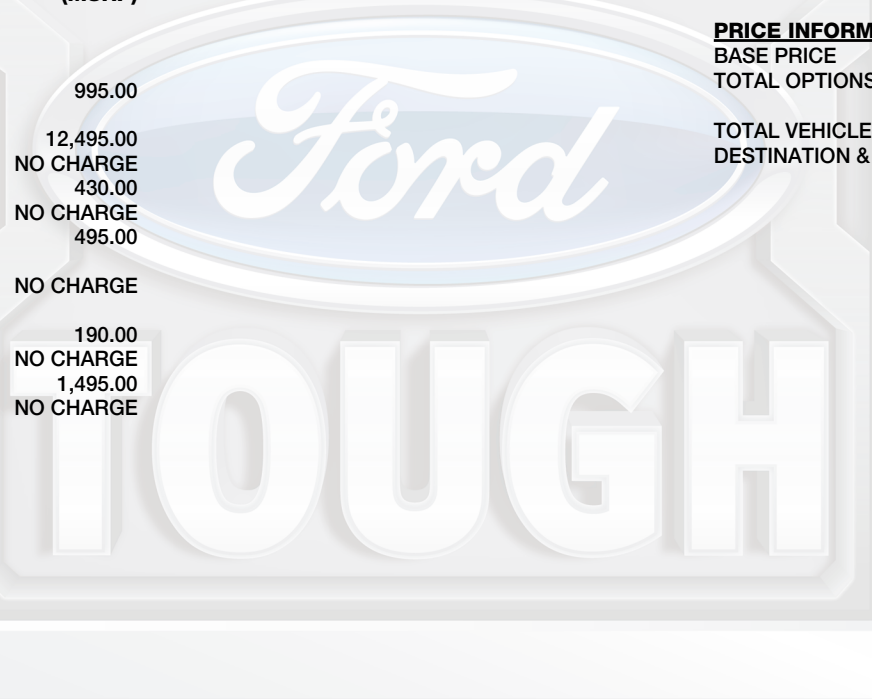 995.00
12,495.00
NO CHARGE
430.00
NO CHARGE
495.00
NO CHARGE
190.00
NO CHARGE
1,495.00
NO CHARGE
PRICE INFORM
BASE PRICE
TOTAL OPTIONS
TOTAL VEHICLE
DESTINATION &
Ford
TOUGH